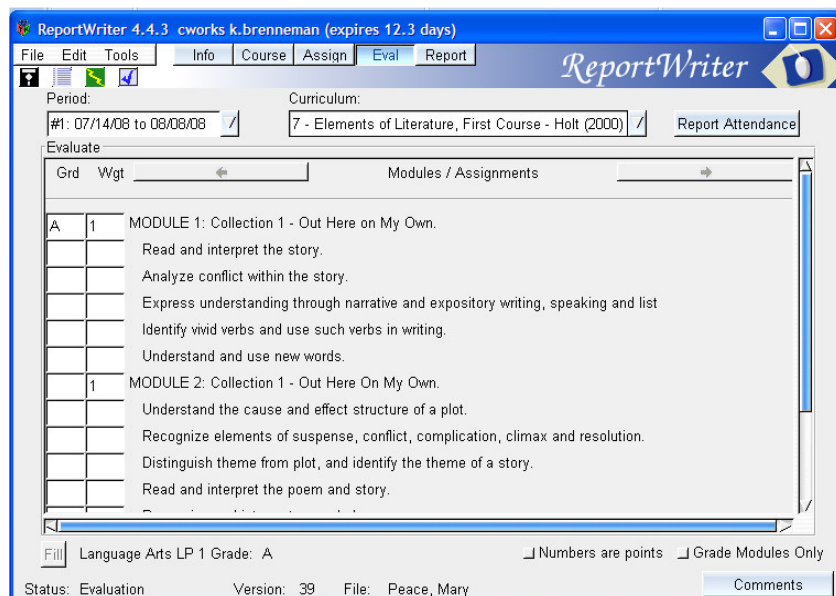 ReportWriter 4.4.3 cworks k.brenneman (expires 12.3 days)
File Edit Tools Info Course Assign Eval Report
ReportWriter
Period: Curriculum:
#1: 07/14/08 to 08/08/08 7 - Elements of Literature, First Course - Holt (2000) Report Attendance
Evaluate
Grd Wgt Modules / Assignments
A 1 MODULE 1: Collection 1 - Out Here on My Own.
Read and interpret the story.
Analyze conflict within the story.
Express understanding through narrative and expository writing, speaking and list
Identify vivid verbs and use such verbs in writing.
Understand and use new words.
1 MODULE 2: Collection 1 - Out Here On My Own.
Understand the cause and effect structure of a plot.
Recognize elements of suspense, conflict, complication, climax and resolution.
Distinguish theme from plot, and identify the theme of a story.
Read and interpret the poem and story.
Fill Language Arts LP 1 Grade: A Numbers are points Grade Modules Only
Status: Evaluation Version: 39 File: Peace, Mary Comments